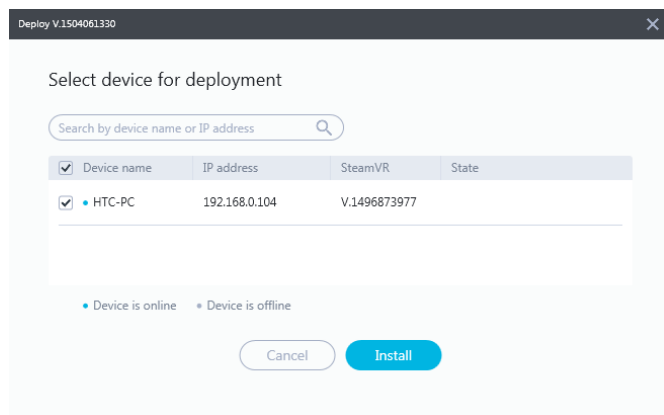 Deploy V.1504061330
Select device for deployment
Search by device name or IP address
Device name IP address SteamVR State
HTC-PC 192.168.0.104 V.1496873977
Device is online Device is offline
Cancel Install